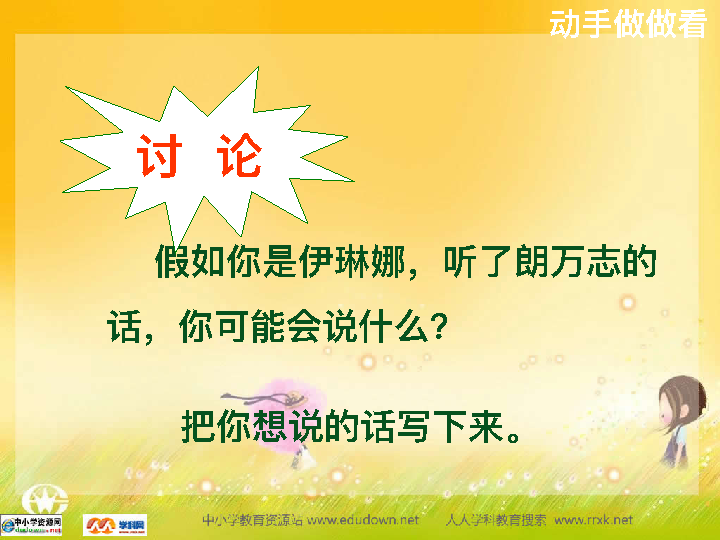 动手做做看
讨 论
假如你是伊琳娜，听了朗万志的
话，你可能会说什么？
把你想说的话写下来。
中小学资源网
学科网
中小学教育资源站 www.edudown.net 人人学科教育搜索 www.rrxk.net